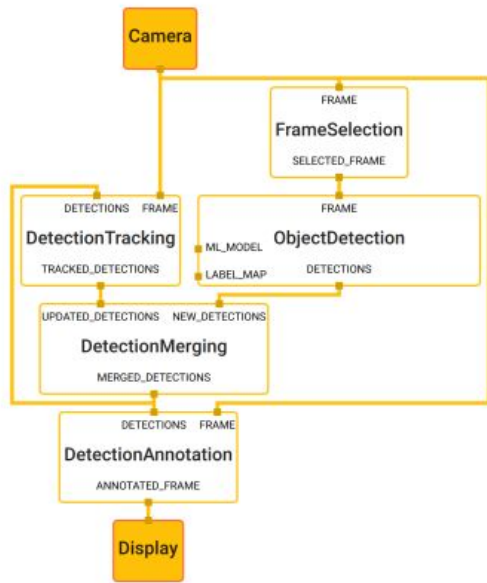 Camera
FRAME
FrameSelection
SELECTED_FRAME
DETECTIONS FRAME
DetectionTracking
TRACKED_DETECTIONS
FRAME
ObjectDetection
ML_MODEL
LABEL_MAP
DETECTIONS
UPDATED_DETECTIONS NEW_DETECTIONS
DetectionMerging
MERGED_DETECTIONS
DETECTIONS FRAME
DetectionAnnotation
ANNOTATED_FRAME
Display